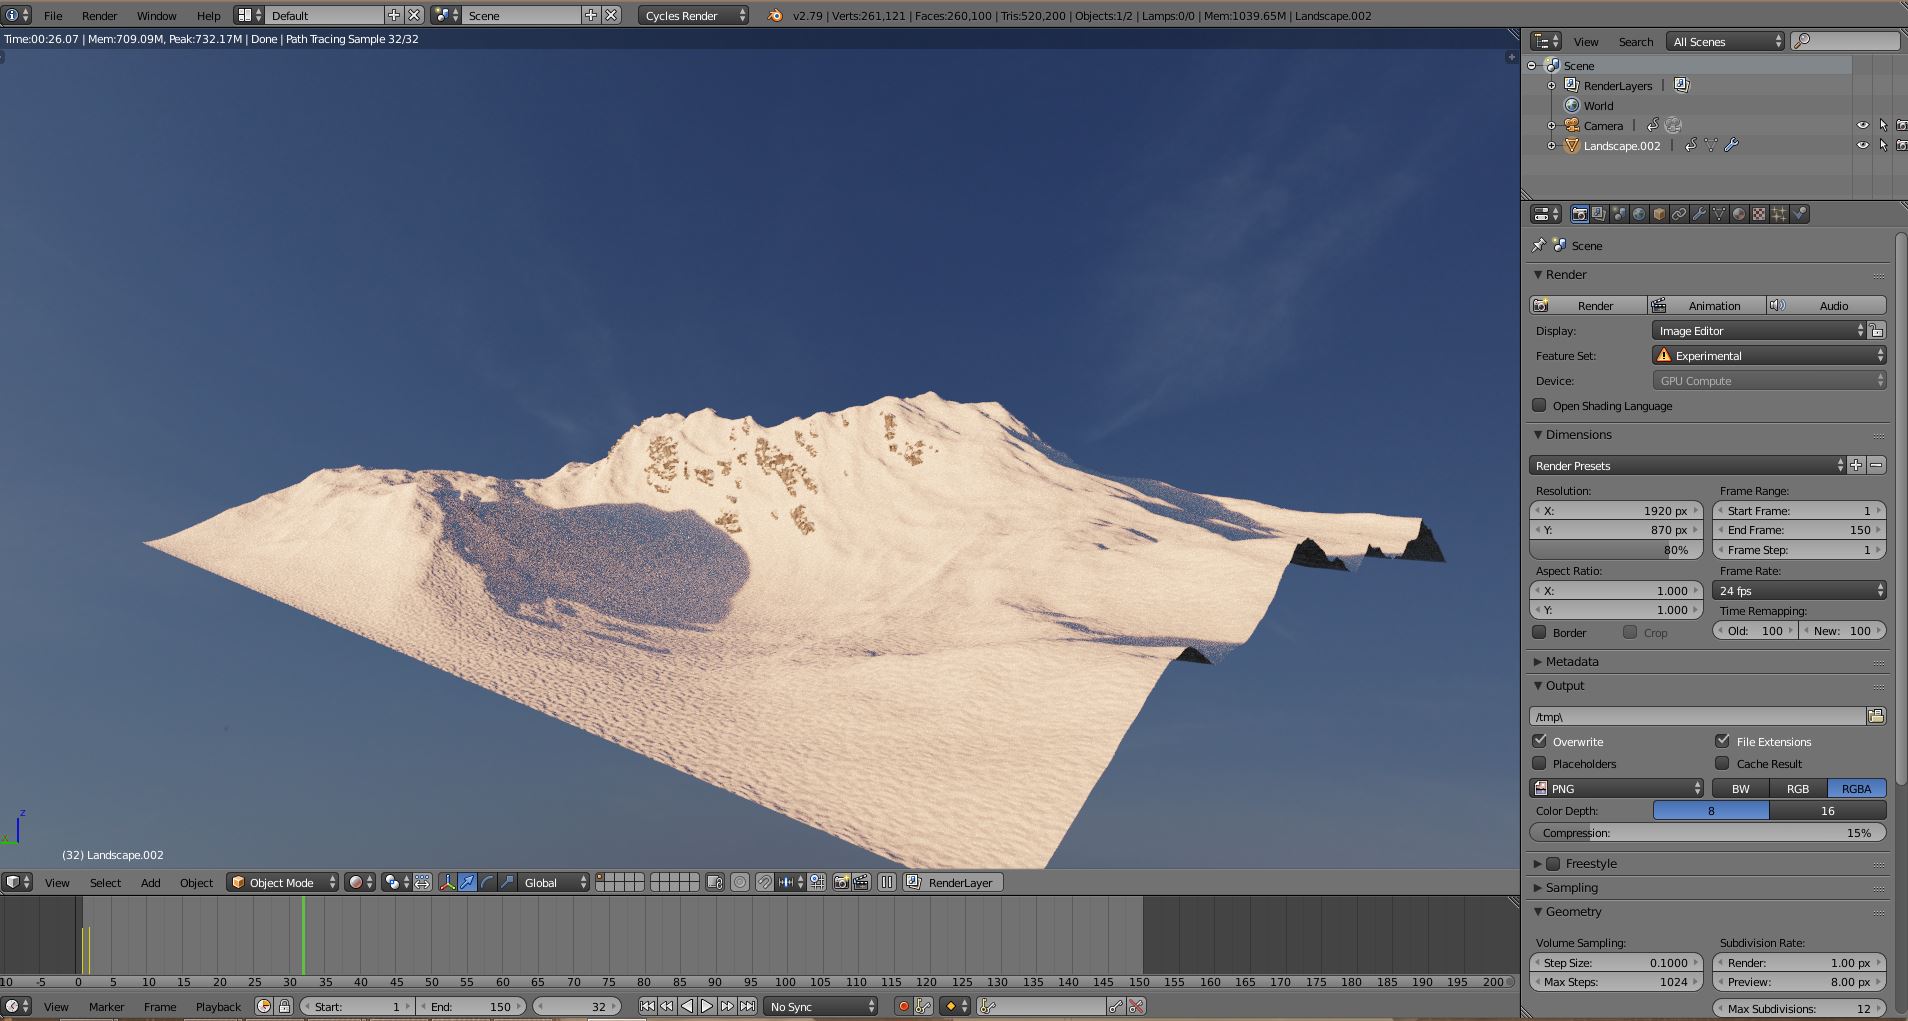 File Render Window Help Default Scene Cycles Render v2.79 | Verts:261,121 | Faces:260,100 | Tris:520,200 | Objects:1/2 | Lamps:0/0 | Mem:1039.65M | Landscape.002
Time:00:26.07 | Mem:709.09M, Peak:732.17M | Done | Path Tracing Sample 32/32
View Search All Scenes
Scene
RenderLayers |
World
Camera |
Landscape.002 |
Scene
Render
Render Animation Audio
Display: Image Editor
Feature Set: Experimental
Device: GPU Compute
Open Shading Language
Dimensions
Render Presets
Resolution: Frame Range:
X: 1920 px Start Frame: 1
Y: 870 px End Frame: 150
80% Frame Step: 1
Aspect Ratio: Frame Rate:
X: 1.000 24 fps
Y: 1.000 Time Remapping:
Border Crop Old: 100 New: 100
Metadata
Output
/tmp\
Overwrite File Extensions
Placeholders Cache Result
PNG BW RGB RGBA
Color Depth: 8 16
Compression: 15%
Freestyle
Sampling
Geometry
Volume Sampling: Subdivision Rate:
Step Size: 0.1000 Render: 1.00 px
Max Steps: 1024 Preview: 8.00 px
Max Subdivisions: 12
z
x
(32) Landscape.002
View Select Add Object Object Mode Global RenderLayer
10 -5 0 5 10 15 20 25 30 35 40 45 50 55 60 65 70 75 80 85 90 95 100 105 110 115 120 125 130 135 140 145 150 155 160 165 170 175 180 185 190 195 200
View Marker Frame Playback Start: 1 End: 150 32 No Sync